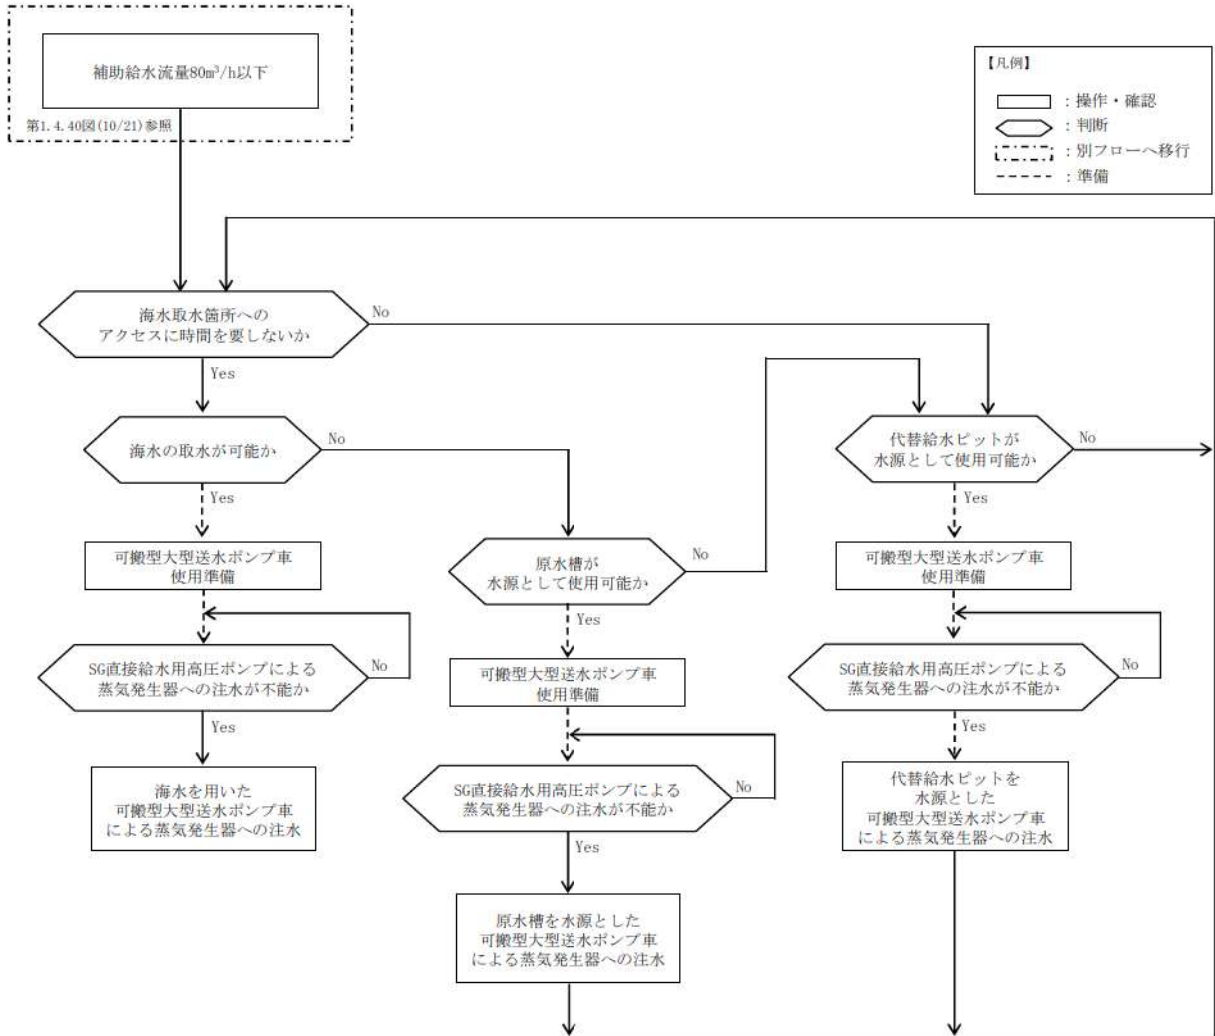 補助給水流量80m³/h以下
第1.4.40図(10/21)参照
【凡例】
：操作・確認
：判断
：別フローへ移行
：準備
海水取水箇所への
アクセスに時間を要しないか
No
Yes
海水の取水が可能か
No
Yes
代替給水ピットが
水源として使用可能か
No
Yes
可搬型大型送水ポンプ車
使用準備
原水槽が
水源として使用可能か
No
Yes
可搬型大型送水ポンプ車
使用準備
SG直接給水用高圧ポンプによる
蒸気発生器への注水が不能か
No
Yes
可搬型大型送水ポンプ車
使用準備
SG直接給水用高圧ポンプによる
蒸気発生器への注水が不能か
No
Yes
海水を用いた
可搬型大型送水ポンプ車
による蒸気発生器への注水
SG直接給水用高圧ポンプによる
蒸気発生器への注水が不能か
No
Yes
代替給水ピットを
水源とした
可搬型大型送水ポンプ車
による蒸気発生器への注水
原水槽を水源とした
可搬型大型送水ポンプ車
による蒸気発生器への注水